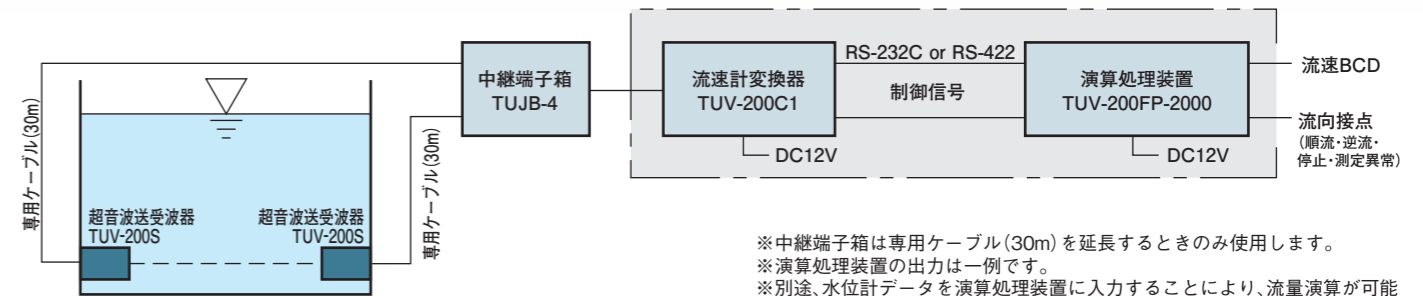 専用ケーブル(30m)
超音波送受波器
TUV-200S
超音波送受波器
TUV-200S
専用ケーブル(30m)
中継端子箱
TUJB-4
流速計変換器
TUV-200C1
DC12V
RS-232C or RS-422
制御信号
演算処理装置
TUV-200FP-2000
DC12V
流速BCD
流向接点
(順流・逆流・
停止・測定異常)
※中継端子箱は専用ケーブル(30m)を延長するときのみ使用します。
※演算処理装置の出力は一例です。
※別途、水位計データを演算処理装置に入力することにより、流量演算が可能